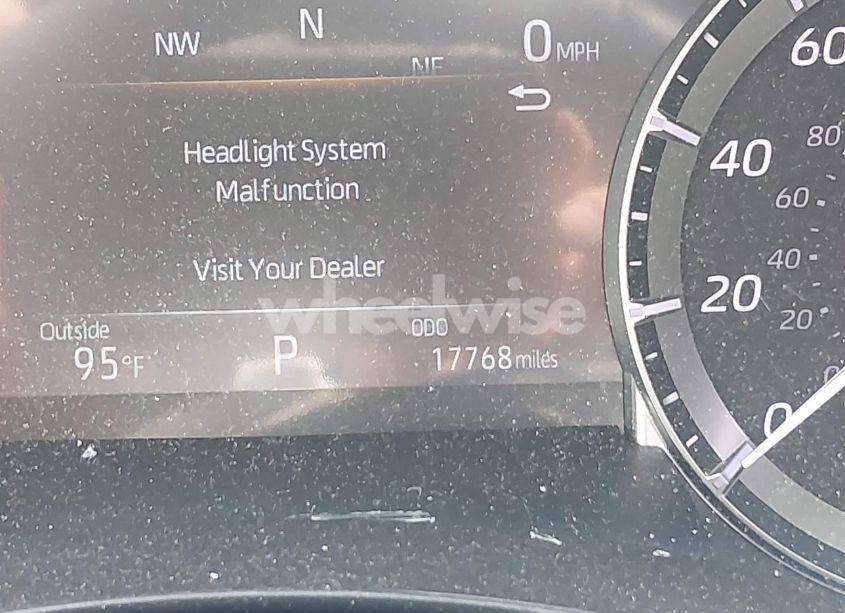 NW N NE 0 MPH
Headlight System
Malfunction
Visit Your Dealer
wheelwise
Outside ODO
95°F P 17768 miles
60
80
40
60
40
20
20
0
0